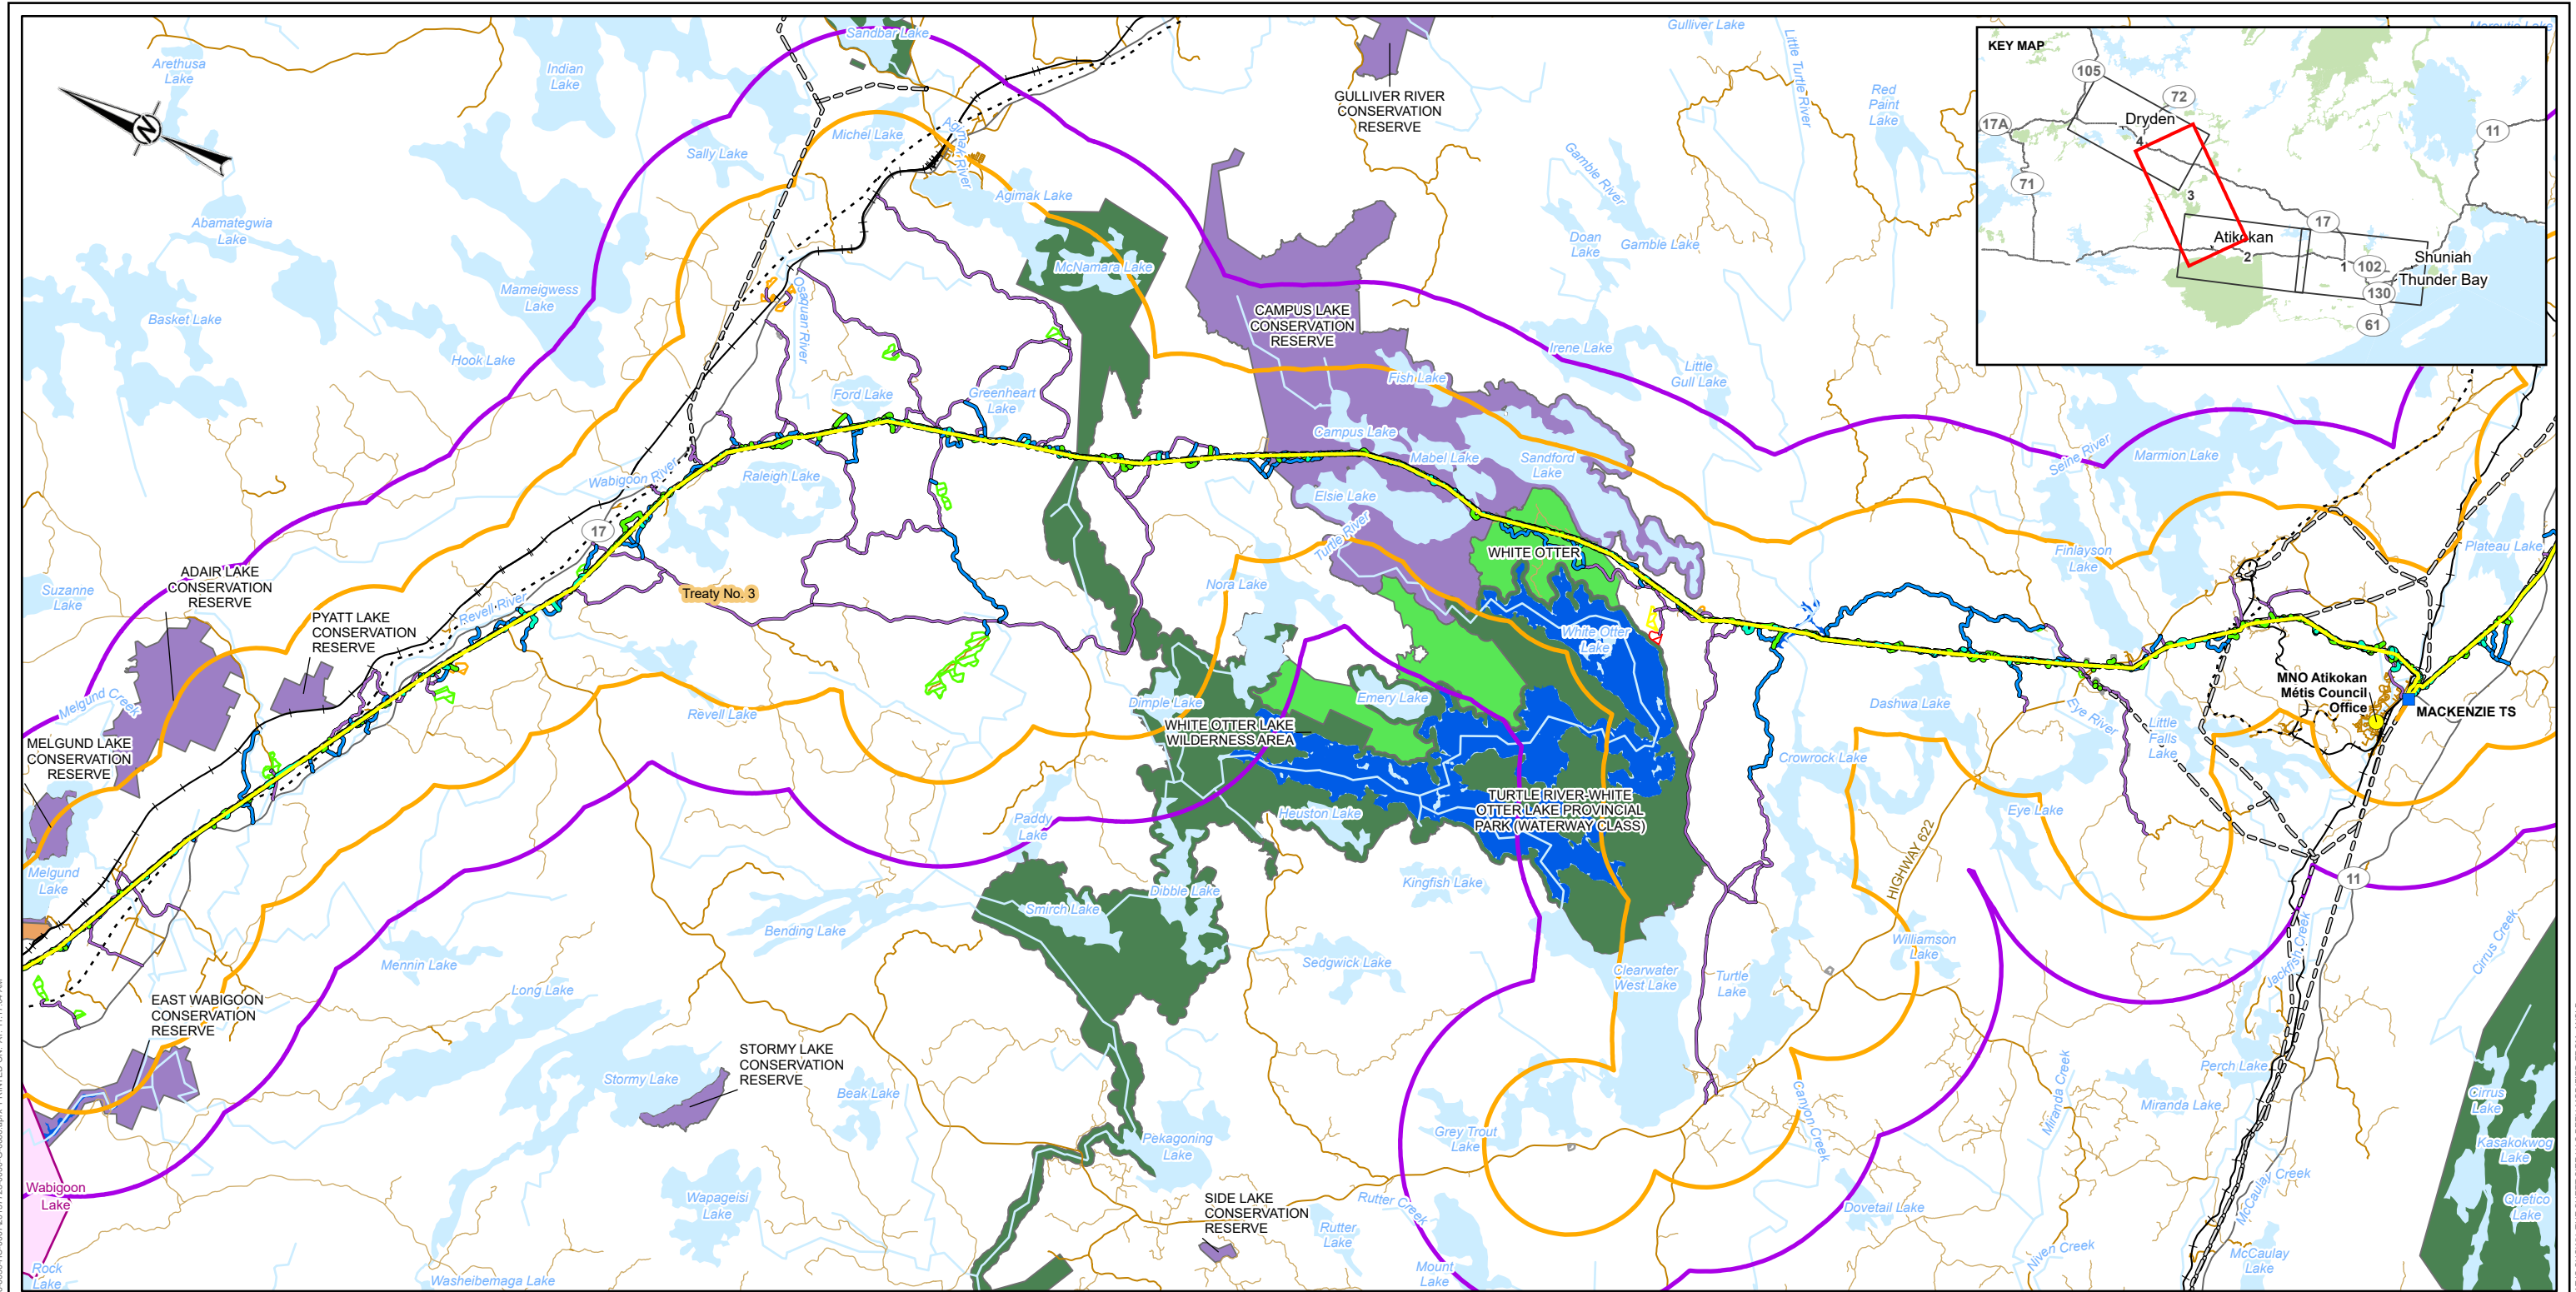 Sandbar Lake
Gulliver Lake
Arethusa
Lake
Indian
Lake
Little Turtle River
Red
Paint
Lake
GULLIVER RIVER
CONSERVATION
RESERVE
N
Michel Lake
Agimak River
Sally Lake
Agimak Lake
Gamble River
Abamategwia
Lake
Doan
Lake
Gamble Lake
McNamara Lake
Mameigwess
Lake
Osaquan River
Basket Lake
Hook Lake
CAMPUS LAKE
CONSERVATION
RESERVE
Irene Lake
Little
Gull Lake
Fish Lake
Ford Lake
Greenheart
Lake
Campus Lake
Mabel Lake
Sandford
Lake
Wabigoon River
Raleigh Lake
Elsie Lake
Seine River
Marmion Lake
17
Turtle River
WHITE OTTER
Finlayson
Lake
Plateau Lake
Suzanne
Lake
ADAIR LAKE
CONSERVATION
RESERVE
Revell River
Treaty No. 3
Nora Lake
PYATT LAKE
CONSERVATION
RESERVE
White Otter
Lake
Melgund Creek
Revell Lake
Dimple Lake
Emery Lake
WHITE OTTER LAKE
WILDERNESS AREA
Dashwa Lake
Eye River
Little
Falls
Lake
MNO Atikokan
Métis Council
Office
MACKENZIE TS
MELGUND LAKE
CONSERVATION
RESERVE
Crowrock Lake
TURTLE RIVER-WHITE
OTTER LAKE PROVINCIAL
PARK (WATERWAY CLASS)
Heuston Lake
Paddy
Lake
Eye Lake
HIGHWAY 622
Melgund
Lake
Kingfish Lake
Dibble Lake
Smirch Lake
11
Bending Lake
Mennin Lake
Sedgwick Lake
Williamson
Lake
Clearwater
West Lake
Turtle
Lake
Jackfish Creek
Cirrus Creek
Long Lake
EAST WABIGOON
CONSERVATION
RESERVE
STORMY LAKE
CONSERVATION
RESERVE
Stormy Lake
Beak Lake
Perch Lake
Miranda Creek
Miranda Lake
Cirrus
Lake
Canyon Creek
Grey Trout
Lake
Pekagoning
Lake
Kasakokwog
Lake
Wabigoon
Lake
Wapageisi
Lake
SIDE LAKE
CONSERVATION
RESERVE
Rutter Creek
Rutter
Lake
Dovetail Lake
McCaulay Creek
Quetico
Lake
Rock
Lake
Washeibemaga Lake
Mount
Lake
Niven Creek
McCaulay
Lake
KEY MAP
105
72
17A
Dryden
11
4
71
3
17
Atikokan
2
1
102
Shuniah
Thunder Bay
130
61